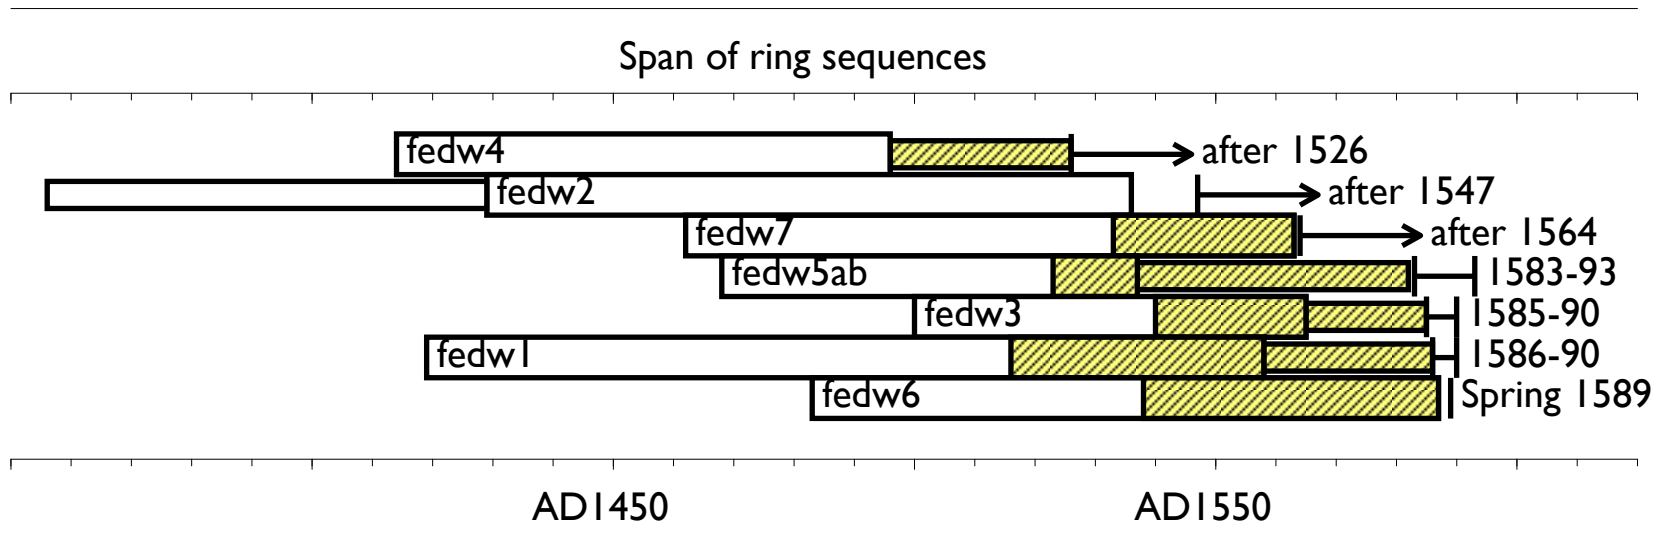 Span of ring sequences
fedw4 after 1526
fedw2 after 1547
fedw7 after 1564
fedw5ab 1583-93
fedw3 1585-90
fedw1 1586-90
fedw6 Spring 1589
AD1450 AD1550